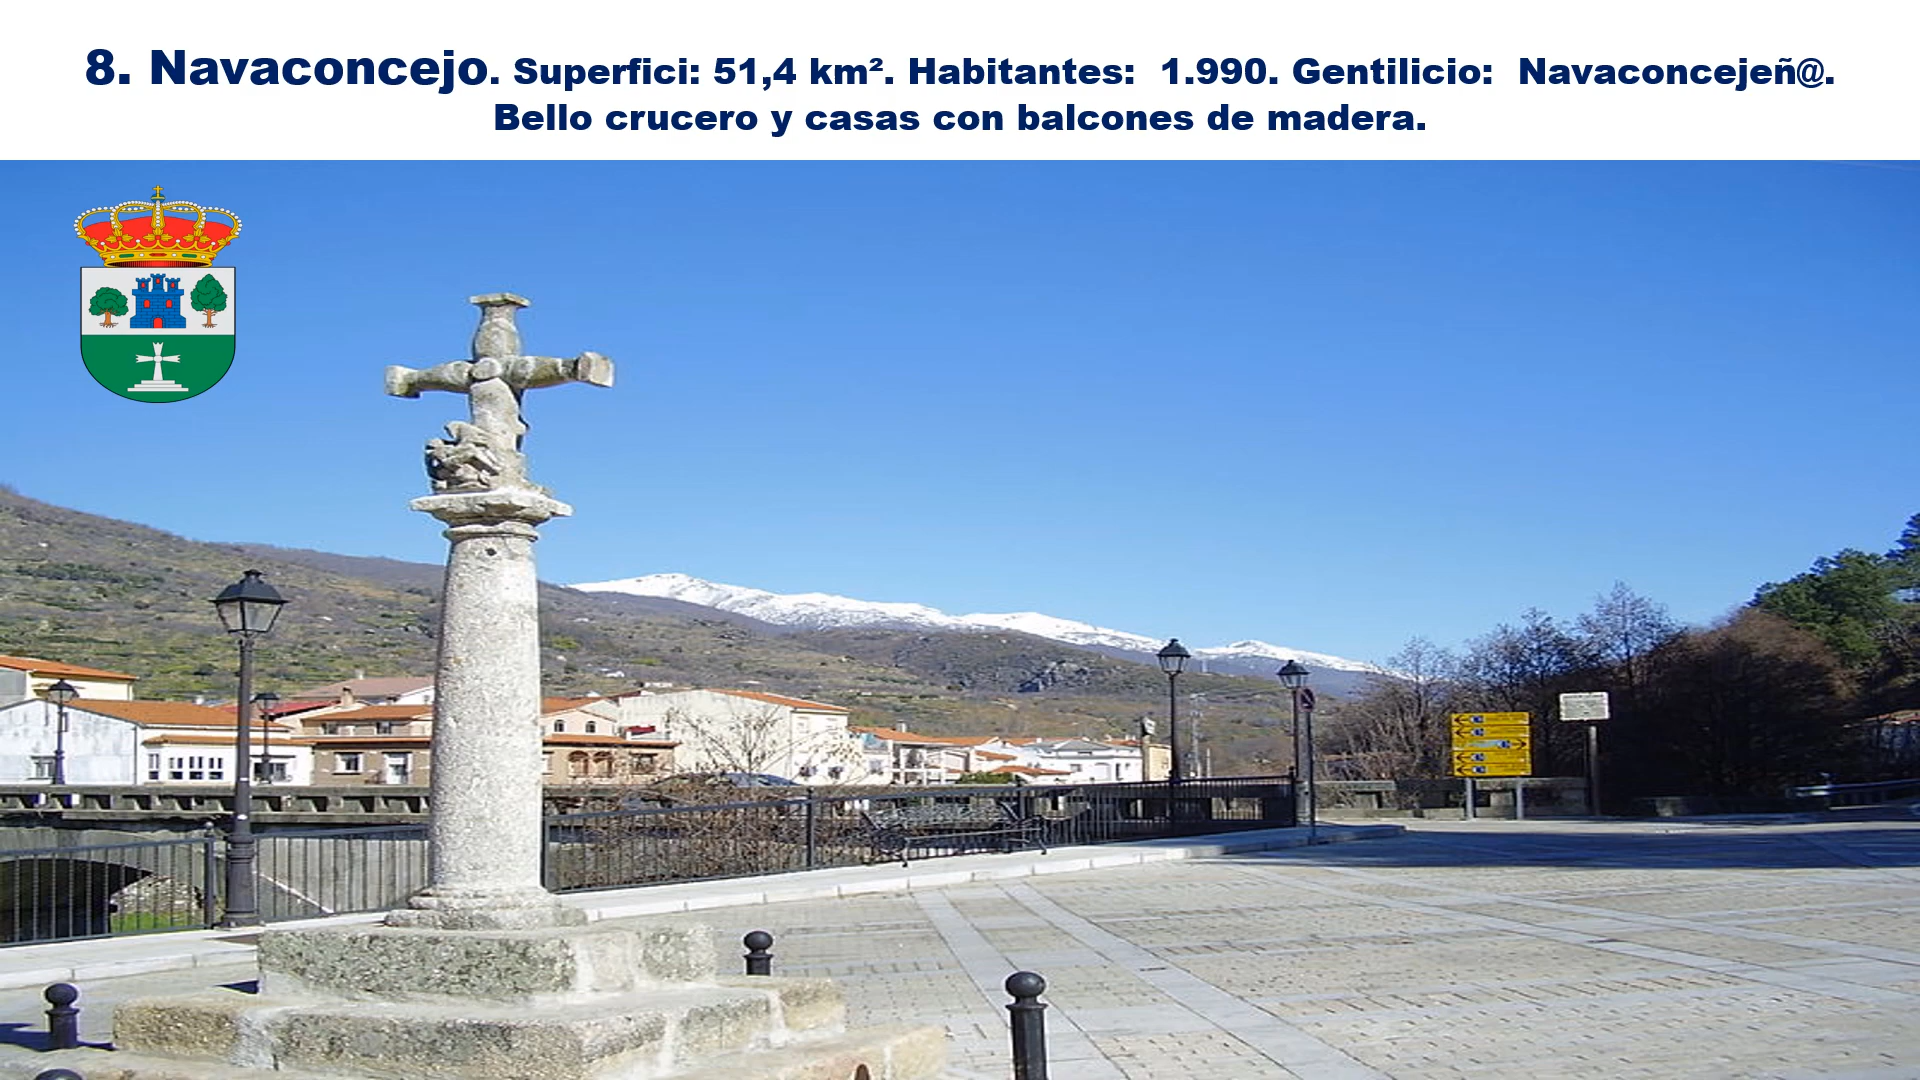 8. Navaconcejo. Superfici: 51,4 km². Habitantes:  1.990. Gentilicio:  Navaconcejeñ@.
Bello crucero y casas con balcones de madera.